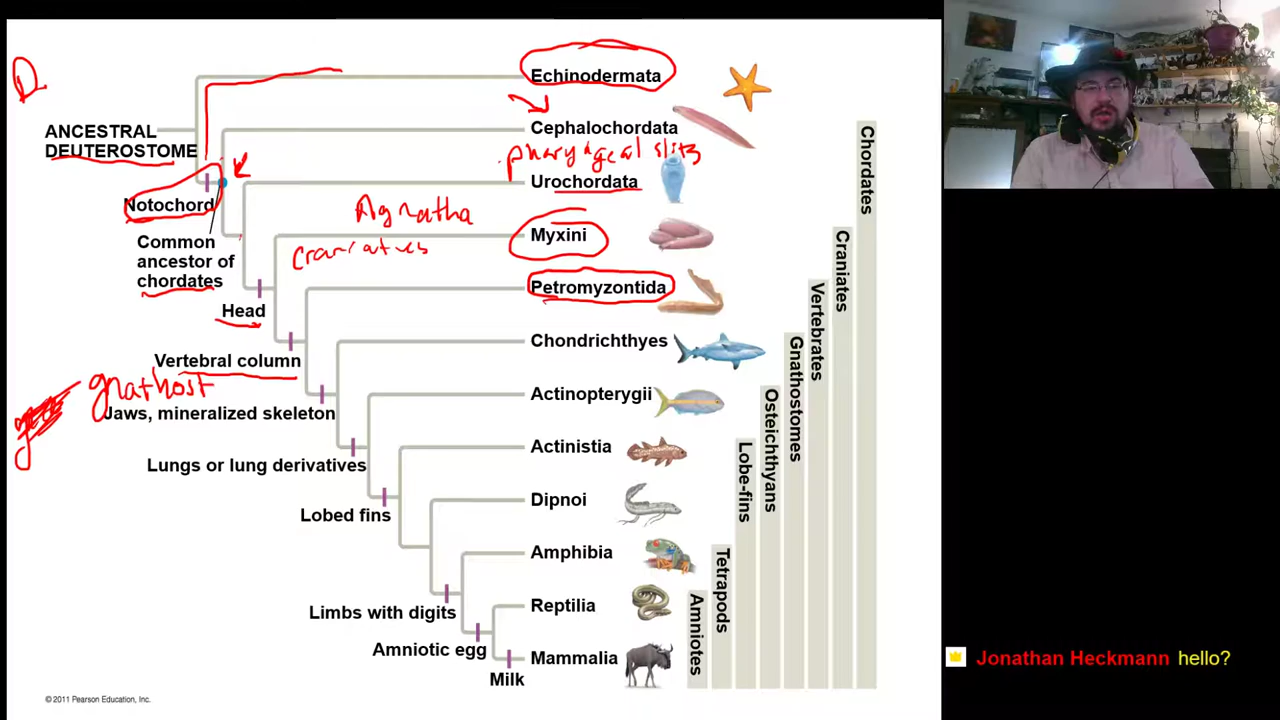 D
Echinodermata
ANCESTRAL
DEUTEROSTOME
Cephalochordata
pharyageal slits
Urochordata
Notochord
Agnatha
Myxini
craniates
Common
ancestor of
chordates
Petromyzontida
Head
Chondrichthyes
Vertebral column
gnathost
Actinopterygii
Jaws, mineralized skeleton
Actinistia
Lungs or lung derivatives
Dipnoi
Lobed fins
Amphibia
Limbs with digits
Reptilia
Amniotic egg
Mammalia
Milk
Chordates
Craniates
Vertebrates
Gnathostomes
Osteichthyans
Lobe-fins
Tetrapods
Amniotes
© 2011 Pearson Education, Inc.
Jonathan Heckmann hello?